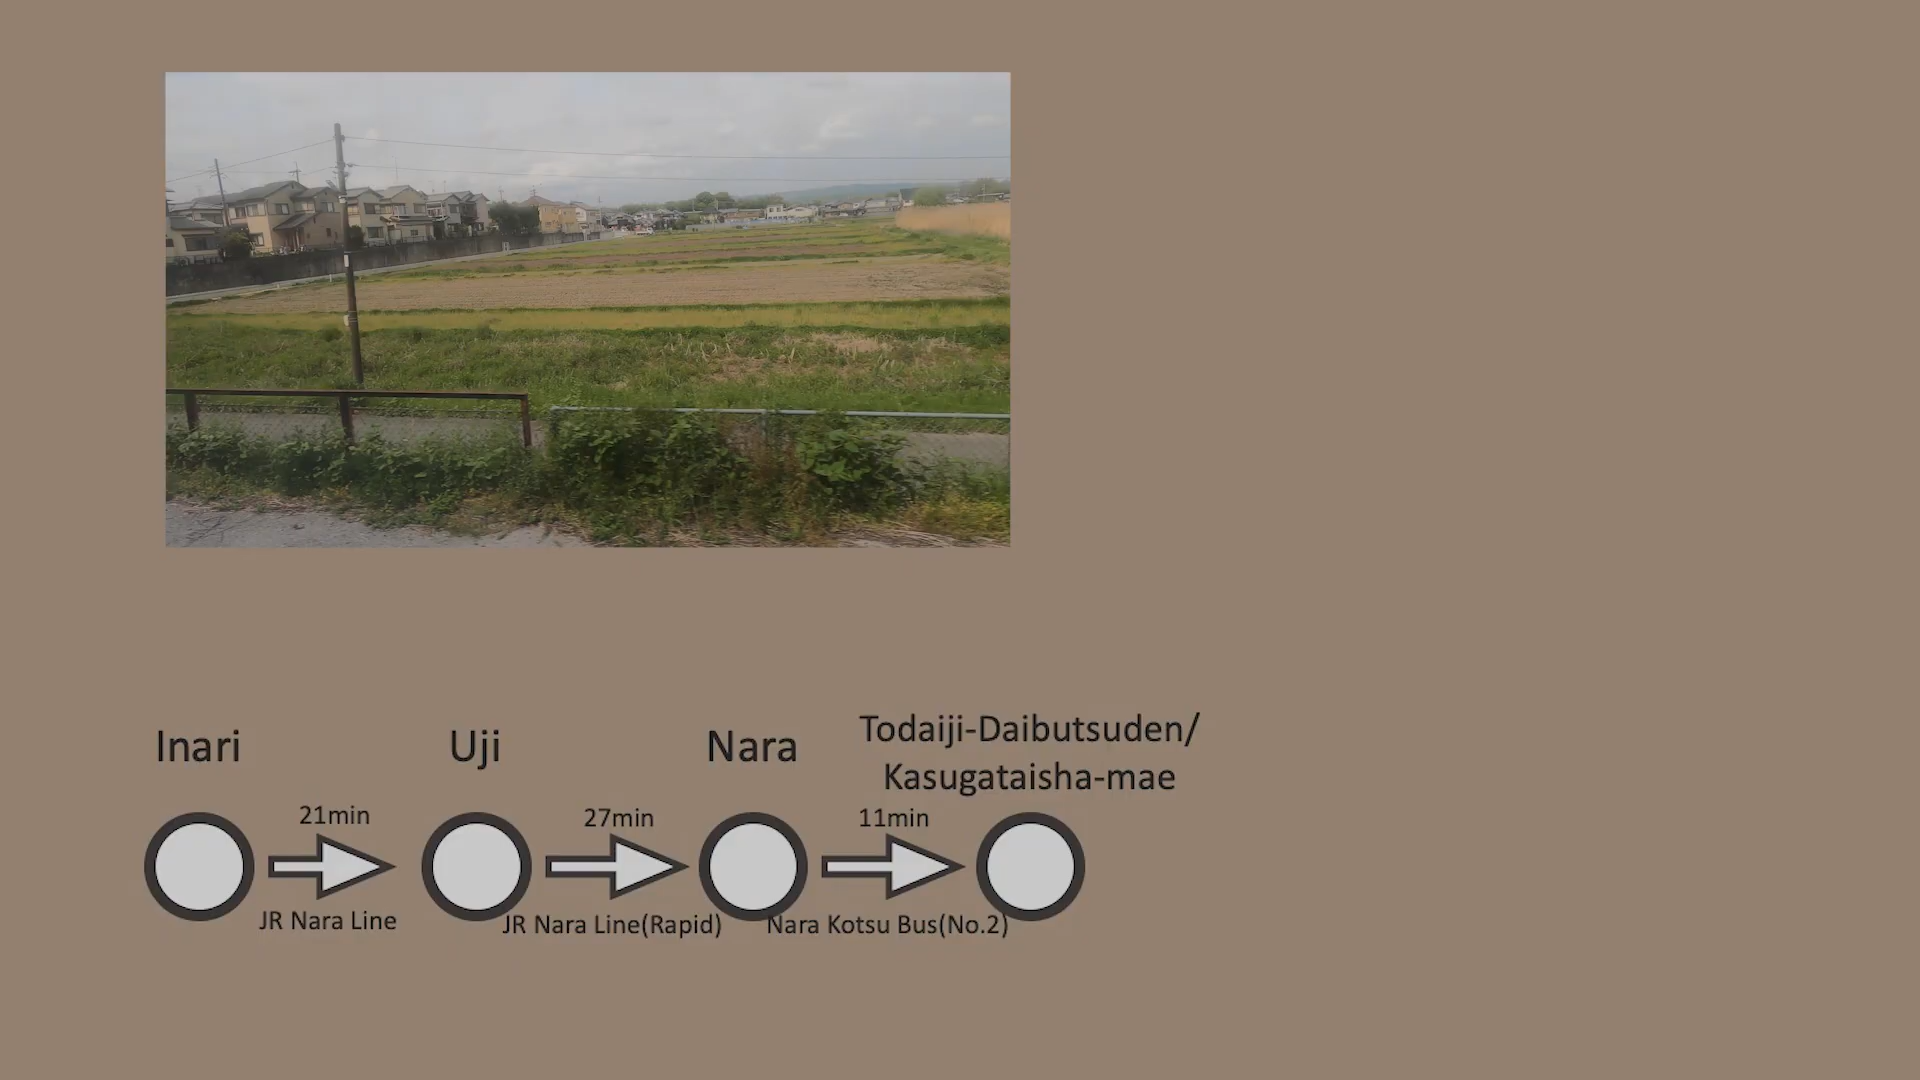 Inari
Uji
Nara
Todaiji-Daibutsuden/
Kasugataisha-mae
21min
27min
11min
JR Nara Line
JR Nara Line(Rapid)
Nara Kotsu Bus(No.2)